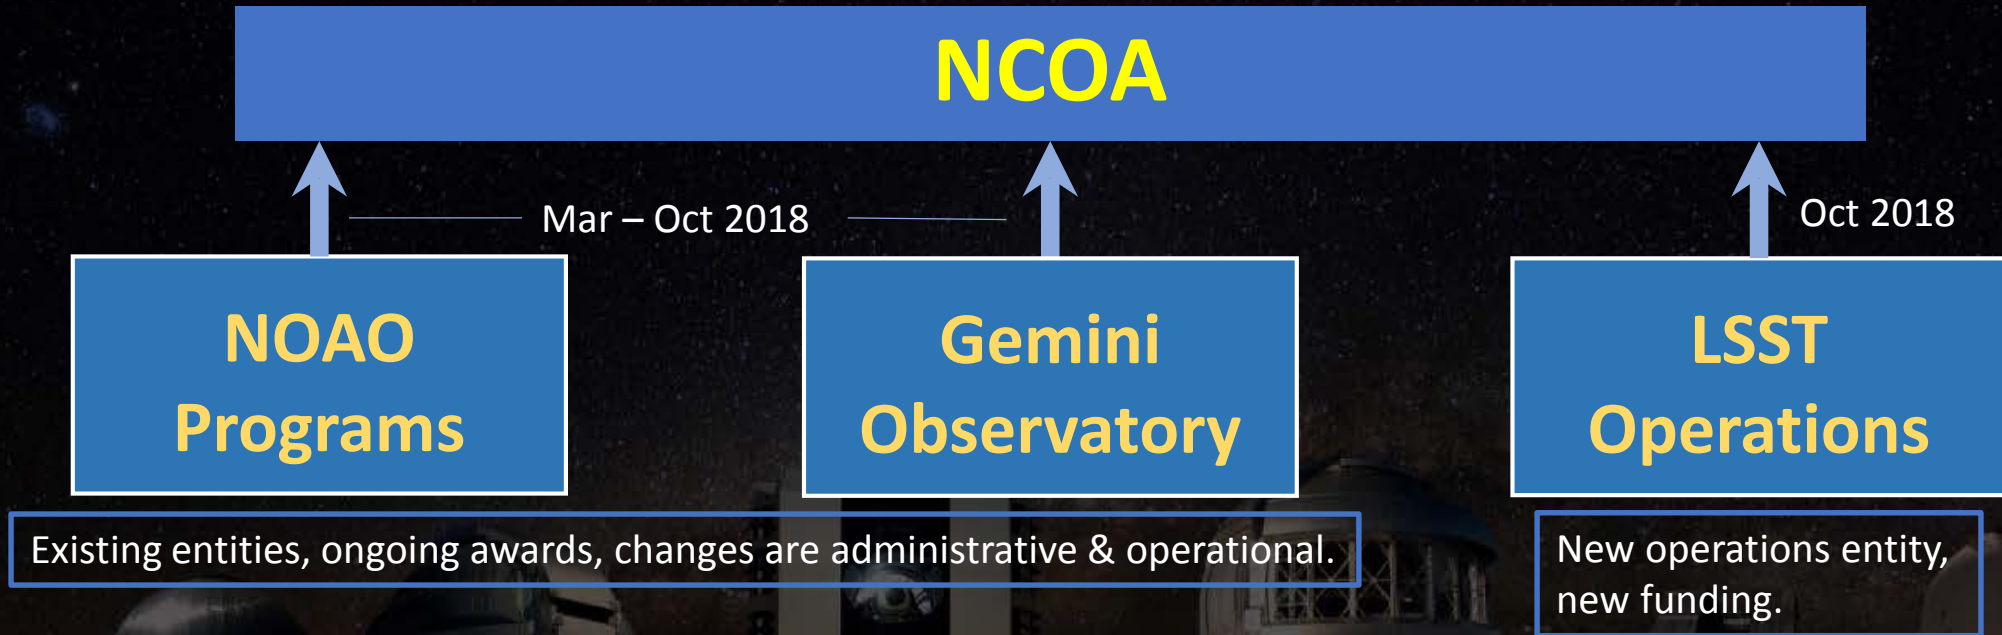 NCOA
Mar – Oct 2018
Oct 2018
NOAO
Programs
Gemini
Observatory
LSST
Operations
Existing entities, ongoing awards, changes are administrative & operational.
New operations entity,
new funding.